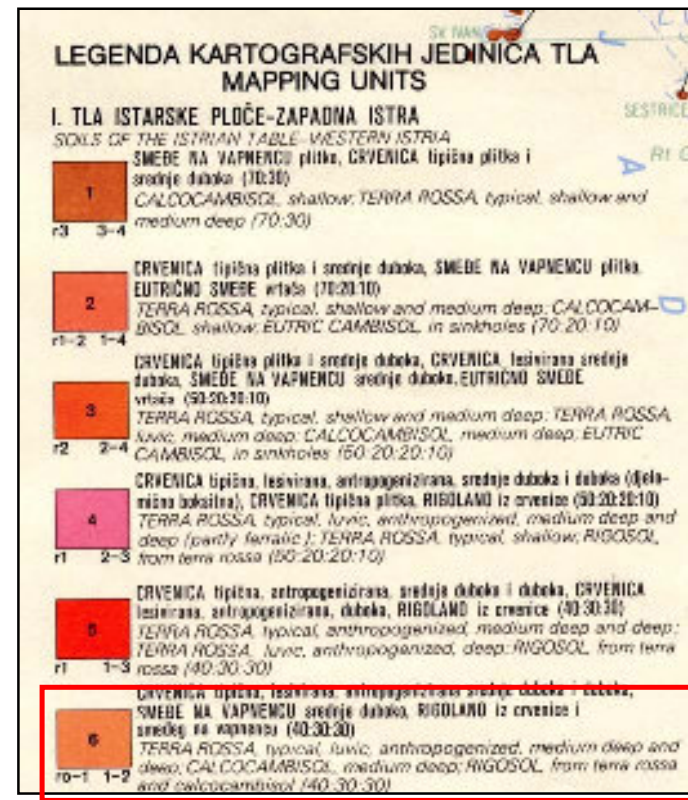 SV. IVAN
LEGENDA KARTOGRAFSKIH JEDINICA TLA
MAPPING UNITS
I. TLA ISTARSKE PLOČE-ZAPADNA ISTRA
SOILS OF THE ISTRIAN TABLE-WESTERN ISTRIA
SESTRICE
Rt
SMEĐE NA VAPNENCU plitko, CRVENICA tipična plitka i
srednje duboka (70:30)
1
CALCOCAMBISOL, shallow; TERRA ROSSA, typical, shallow and
medium deep (70:30)
r3 3-4
CRVENICA tipična plitka i srednje duboka, SMEĐE NA VAPNENCU plitko,
EUTRIČNO SMEĐE vrtača (70:20:10)
2
TERRA ROSSA, typical, shallow and medium deep; CALCOCAM-
BISOL, shallow; EUTRIC CAMBISOL, in sinkholes (70:20:10)
r1-2 1-4
CRVENICA tipična plitka i srednje duboka, CRVENICA, lesivirana srednje
duboka, SMEĐE NA VAPNENCU srednje duboko, EUTRIČNO SMEĐE
vrtača (50:20:20:10)
3
TERRA ROSSA, typical, shallow and medium deep; TERRA ROSSA,
luvic, medium deep; CALCOCAMBISOL, medium deep; EUTRIC
r2 2-4 CAMBISOL, in sinkholes (50:20:20:10)
CRVENICA tipična, lesivirana, antropogenizirana, srednje duboka i duboka (djelo-
mično boksitna), CRVENICA tipična plitka, RIGOLANO iz crvenice (50:20:20:10)
4
TERRA ROSSA, typical, luvic, anthropogenized, medium deep and
deep (partly ferralic); TERRA ROSSA, typical, shallow; RIGOSOL,
r1 2-3 from terra rossa (50:20:20:10)
CRVENICA tipična, antropogenizirana, srednje duboka i duboka, CRVENICA
lesivirana, antropogenizirana, duboka, RIGOLANO iz crvenice (40:30:30)
5
TERRA ROSSA, typical, anthropogenized, medium deep and deep;
TERRA ROSSA, luvic, anthropogenized, deep; RIGOSOL, from terra
r1 1-3 rossa (40:30:30)
CRVENICA tipična, lesivirana, antropogenizirana srednje duboka i duboka,
SMEĐE NA VAPNENCU srednje duboko, RIGOLANO iz crvenice i
smeđeg na vapnencu (40:30:30)
6
TERRA ROSSA, typical, luvic, anthropogenized, medium deep and
deep; CALCOCAMBISOL, medium deep; RIGOSOL, from terra rossa
ro-1 1-2 and calcocambisol (40:30:30)